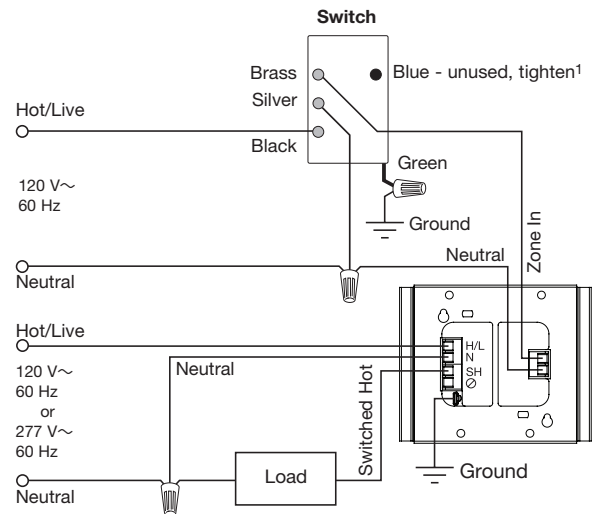 Switch
Brass
Blue - unused, tighten¹
Silver
Hot/Live
Black
Green
120 V~
60 Hz
Ground
Neutral
Zone In
Neutral
Hot/Live
H/L
N
SH
Neutral
120 V~
60 Hz
or
277 V~
60 Hz
Switched Hot
Load
Ground
Neutral